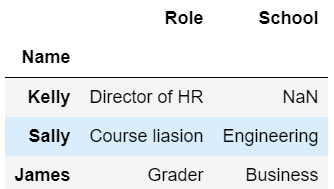 Role School
Name
Kelly Director of HR NaN
Sally Course liasion Engineering
James Grader Business